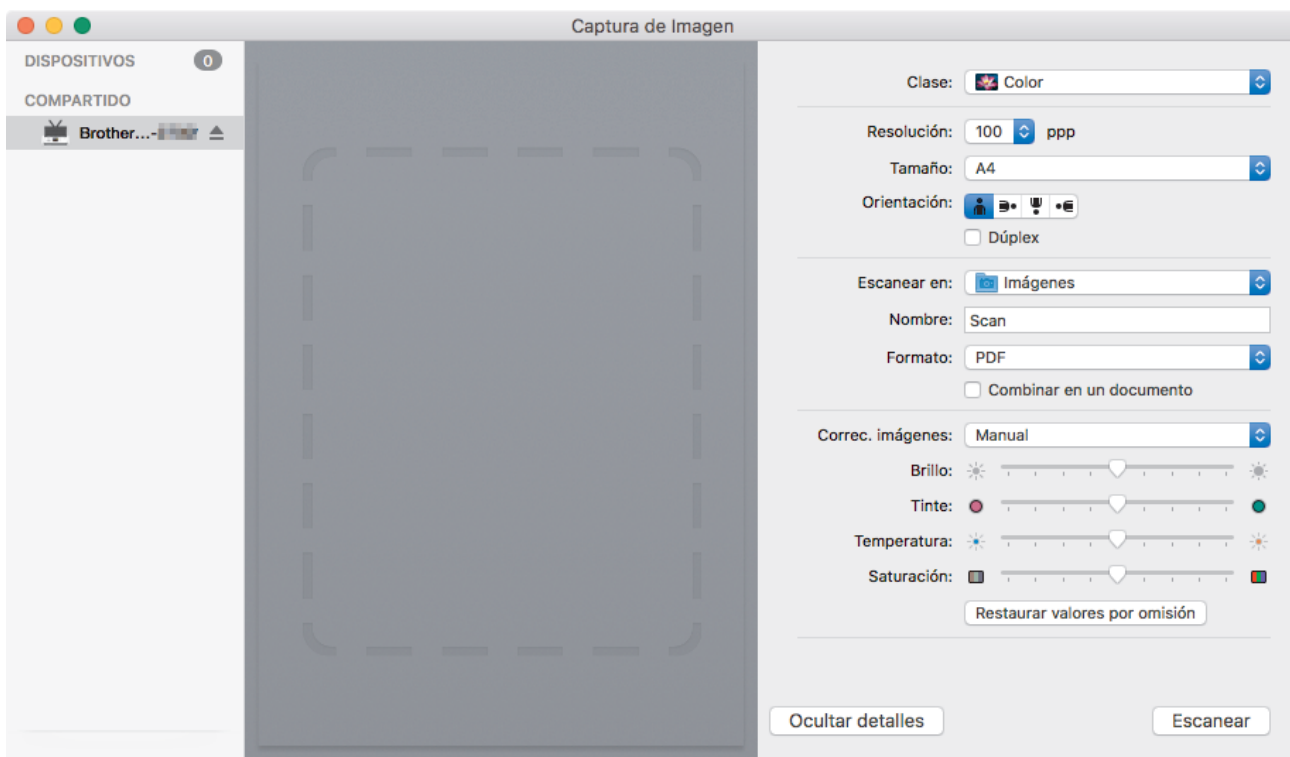 Captura de Imagen
DISPOSITIVOS 0
COMPARTIDO
Brother...-
Clase: Color
Resolución: 100 ppp
Tamaño: A4
Orientación:
Dúplex
Escanear en: Imágenes
Nombre: Scan
Formato: PDF
Combinar en un documento
Correc. imágenes: Manual
Brillo:
Tinte:
Temperatura:
Saturación:
Restaurar valores por omisión
Ocultar detalles
Escanear